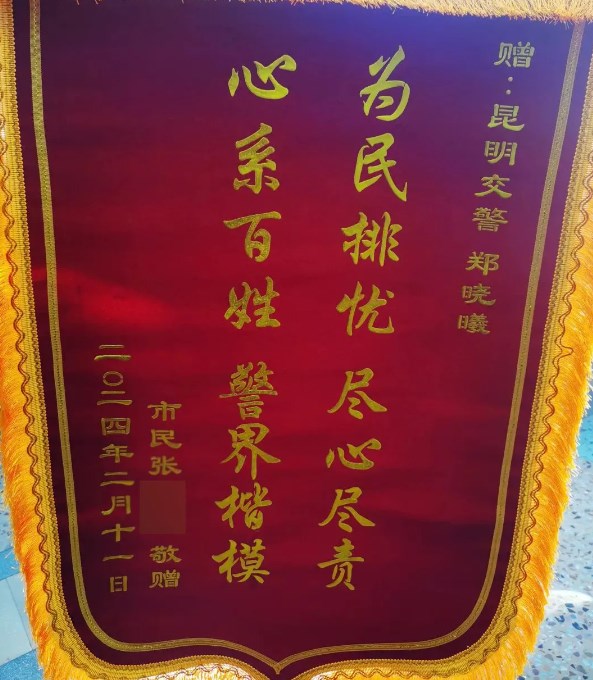 赠：昆明交警 郑晓曦
为民排忧 尽心尽责
心系百姓 警界楷模
市民张 敬赠
二〇二四年二月十一日